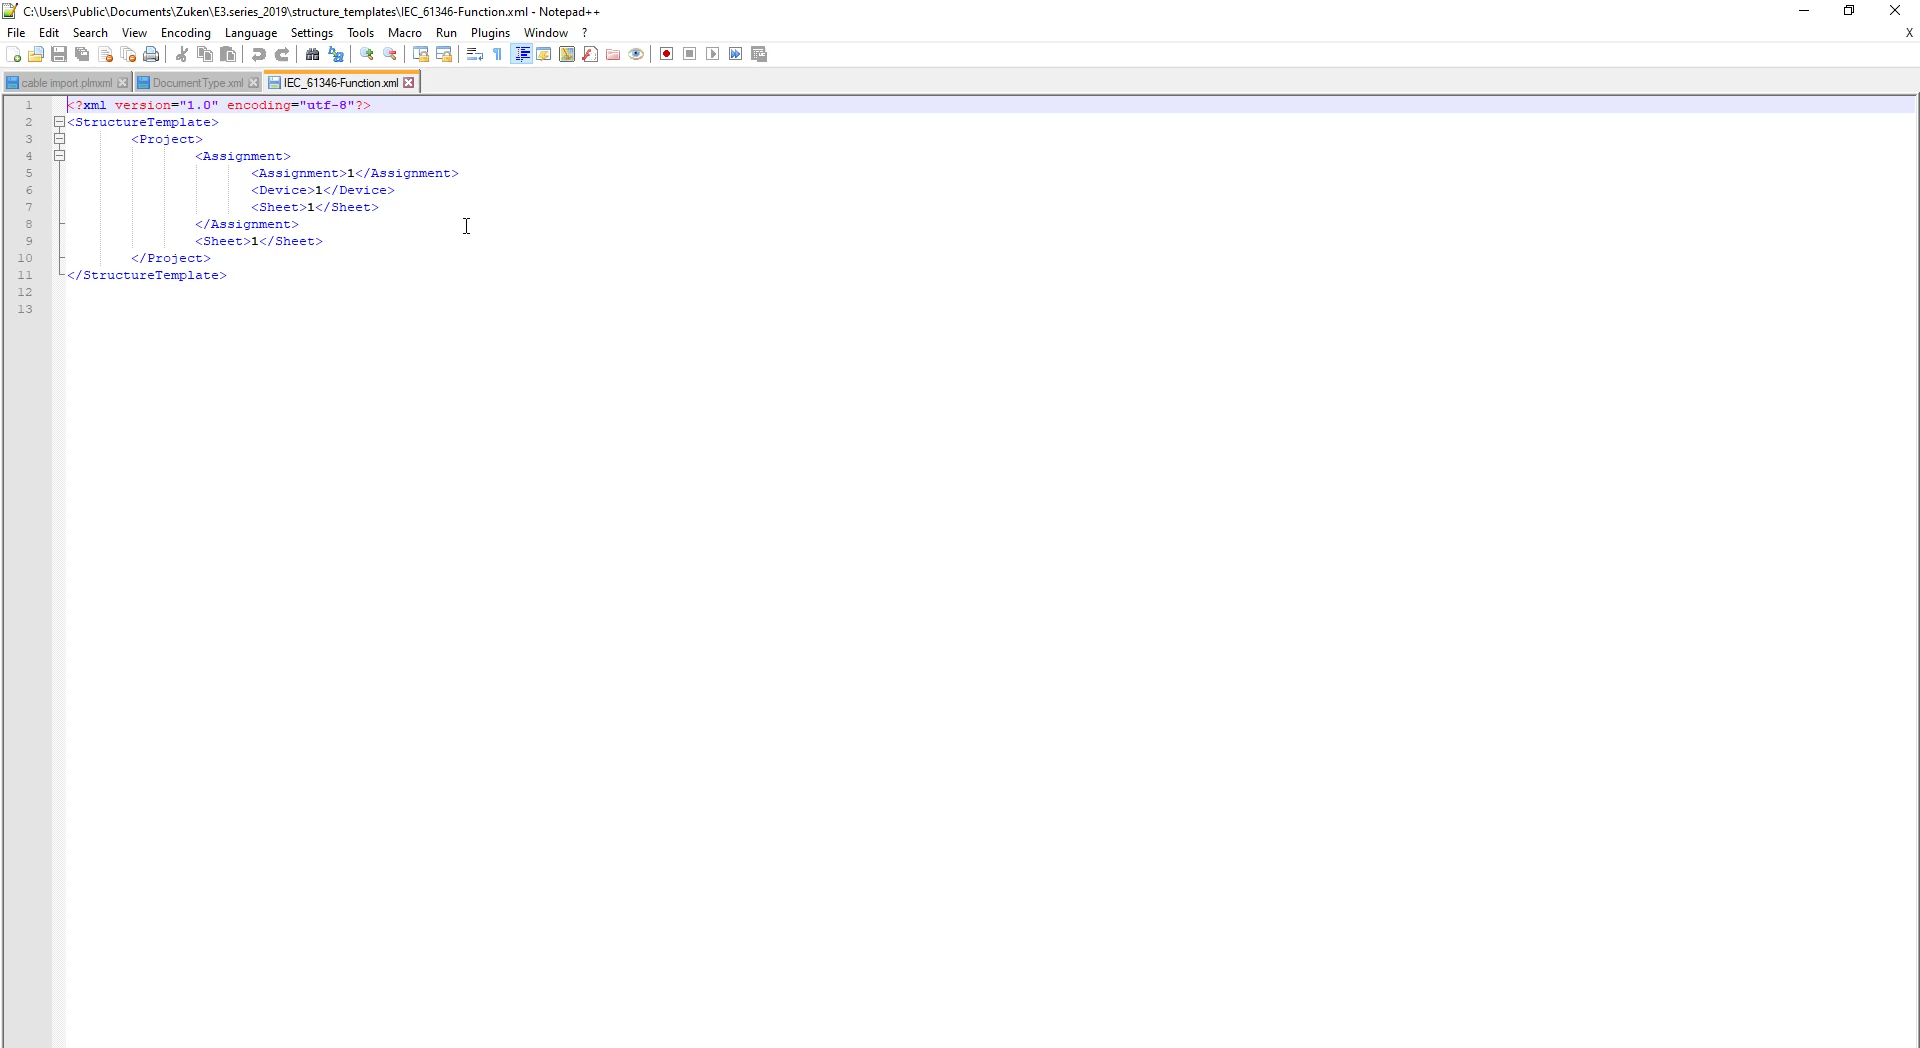 C:\Users\Public\Documents\Zuken\E3.series_2019\structure_templates\IEC_61346-Function.xml - Notepad++
File Edit Search View Encoding Language Settings Tools Macro Run Plugins Window ? X
cable import.plmxml DocumentType.xml IEC_61346-Function.xml
1 <?xml version="1.0" encoding="utf-8"?>
2 <StructureTemplate>
3 <Project>
4 <Assignment>
5 <Assignment>1</Assignment>
6 <Device>1</Device>
7 <Sheet>1</Sheet>
8 </Assignment>
9 <Sheet>1</Sheet>
10 </Project>
11 </StructureTemplate>
12
13